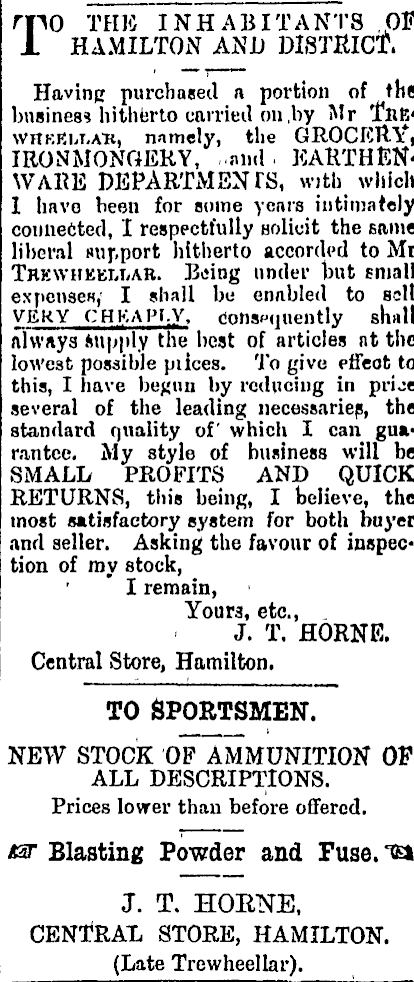 TO THE INHABITANTS OF
HAMILTON AND DISTRICT.
Having purchased a portion of the
business hitherto carried on by Mr TRE-
WHEELLAR, namely, the GROCERY,
IRONMONGERY, and EARTHEN-
WARE DEPARTMENTS, with which
I have been for some years intimately
connected, I respectfully solicit the same
liberal support hitherto accorded to Mr
TREWHEELLAR. Being under but small
expenses, I shall be enabled to sell
VERY CHEAPLY, consequently shall
always supply the best of articles at the
lowest possible prices. To give effect to
this, I have begun by reducing in price
several of the leading necessaries, the
standard quality of which I can gua-
rantee. My style of business will be
SMALL PROFITS AND QUICK
RETURNS, this being, I believe, the
most satisfactory system for both buyer
and seller. Asking the favour of inspec-
tion of my stock,
I remain,
Yours, etc.,
J. T. HORNE.
Central Store, Hamilton.
TO SPORTSMEN.
NEW STOCK OF AMMUNITION OF
ALL DESCRIPTIONS.
Prices lower than before offered.
☞ Blasting Powder and Fuse. ☜
J. T. HORNE,
CENTRAL STORE, HAMILTON.
(Late Trewheellar).